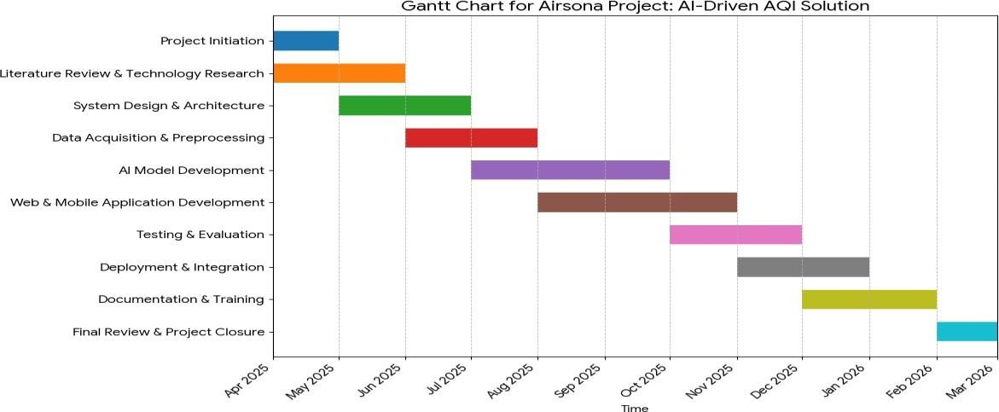 Gantt Chart for Airsona Project: AI-Driven AQI Solution
Project Initiation
Literature Review & Technology Research
System Design & Architecture
Data Acquisition & Preprocessing
AI Model Development
Web & Mobile Application Development
Testing & Evaluation
Deployment & Integration
Documentation & Training
Final Review & Project Closure
Apr 2025
May 2025
Jun 2025
Jul 2025
Aug 2025
Sep 2025
Oct 2025
Nov 2025
Dec 2025
Jan 2026
Feb 2026
Mar 2026
Time